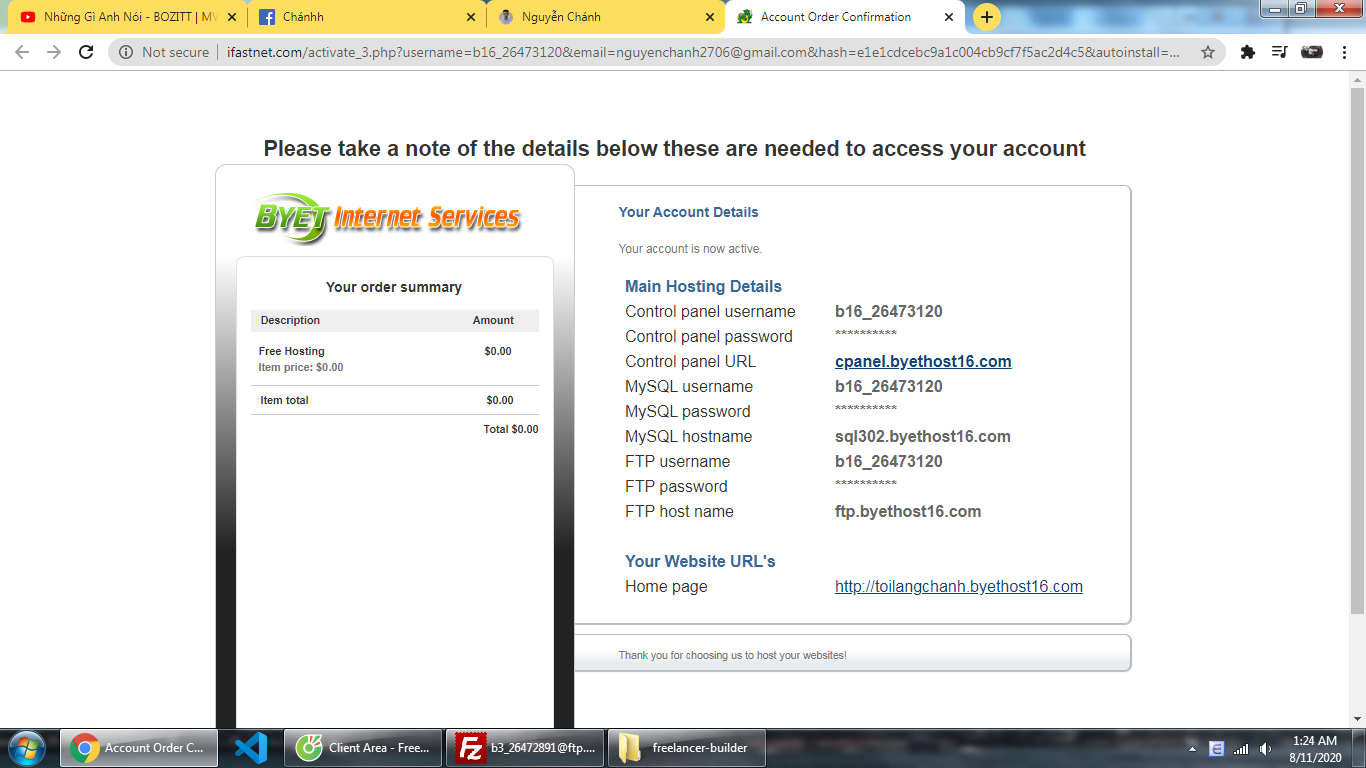 Những Gì Anh Nói - BOZITT | MV
Chánhh
Nguyễn Chánh
Account Order Confirmation
Not secure | ifastnet.com/activate_3.php?username=b16_26473120&email=nguyenchanh2706@gmail.com&hash=e1e1cdcebc9a1c004cb9cf7f5ac2d4c5&autoinstall=...
Please take a note of the details below these are needed to access your account
BYET Internet Services
Your order summary
Description Amount
Free Hosting $0.00
Item price: $0.00
Item total $0.00
Total $0.00
Your Account Details
Your account is now active.
Main Hosting Details
Control panel username b16_26473120
Control panel password **********
Control panel URL cpanel.byethost16.com
MySQL username b16_26473120
MySQL password **********
MySQL hostname sql302.byethost16.com
FTP username b16_26473120
FTP password **********
FTP host name ftp.byethost16.com
Your Website URL's
Home page http://toilangchanh.byethost16.com
Thank you for choosing us to host your websites!
Account Order C...
Client Area - Free...
b3_26472891@ftp....
freelancer-builder
1:24 AM
8/11/2020